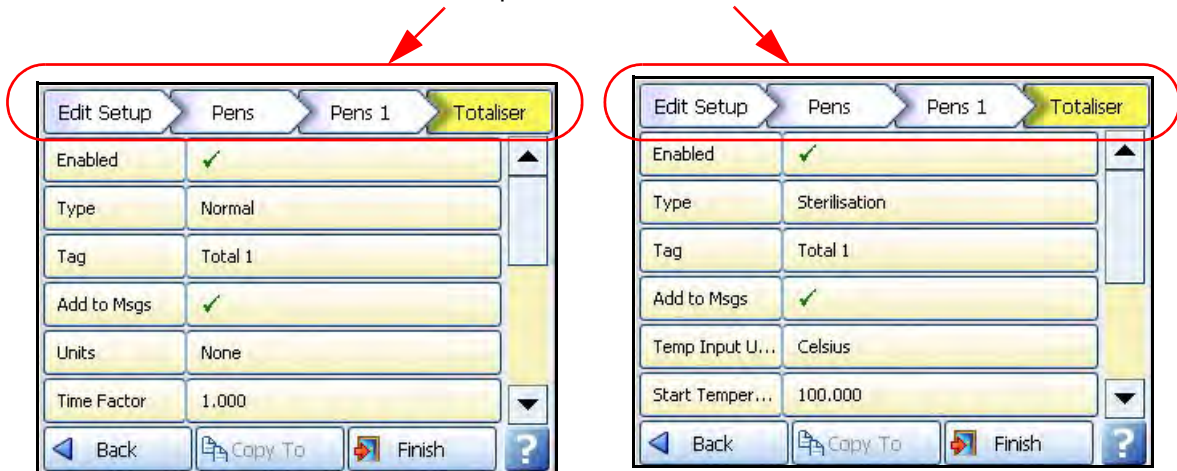 Edit Setup Pens Pens 1 Totaliser
Enabled ✓
Type Normal
Tag Total 1
Add to Msgs ✓
Units None
Time Factor 1.000
Back Copy To Finish ?
Edit Setup Pens Pens 1 Totaliser
Enabled ✓
Type Sterilisation
Tag Total 1
Add to Msgs ✓
Temp Input U... Celsius
Start Temper... 100.000
Back Copy To Finish ?